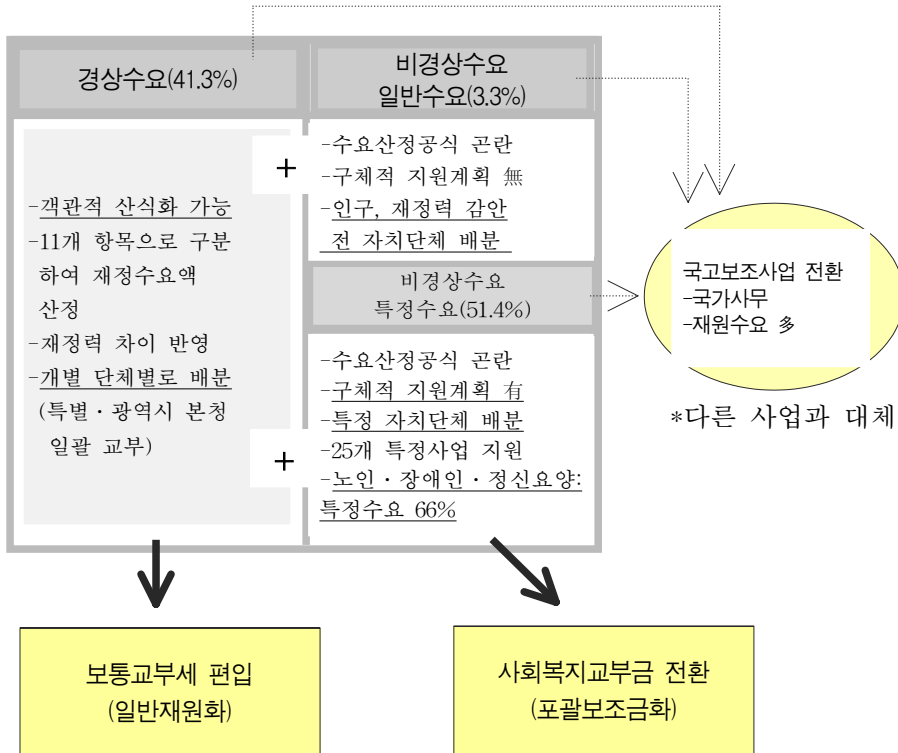 경상수요(41.3%)
-객관적 산식화 가능
-11개 항목으로 구분
하여 재정수요액
산정
-재정력 차이 반영
-개별 단체별로 배분
(특별·광역시 본청
일괄 교부)
+
+
비경상수요
일반수요(3.3%)
-수요산정공식 곤란
-구체적 지원계획 無
-인구, 재정력 감안
전 자치단체 배분
비경상수요
특정수요(51.4%)
-수요산정공식 곤란
-구체적 지원계획 有
-특정 자치단체 배분
-25개 특정사업 지원
-노인·장애인·정신요양:
특정수요 66%
국고보조사업 전환
-국가사무
-재원수요 多
*다른 사업과 대체
보통교부세 편입
(일반재원화)
사회복지교부금 전환
(포괄보조금화)